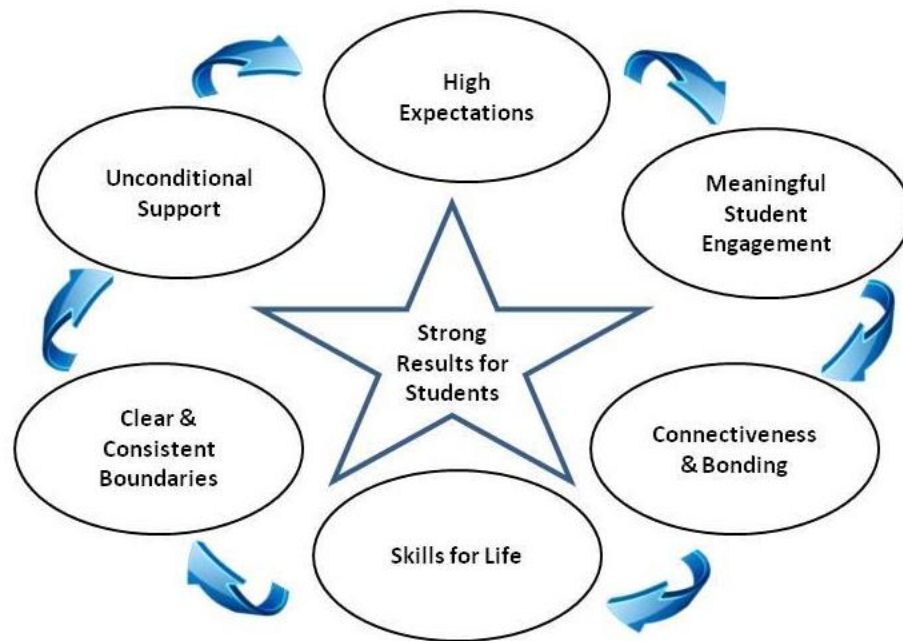 High
Expectations
Meaningful
Student
Engagement
Connectiveness
& Bonding
Skills for Life
Clear &
Consistent
Boundaries
Unconditional
Support
Strong
Results for
Students